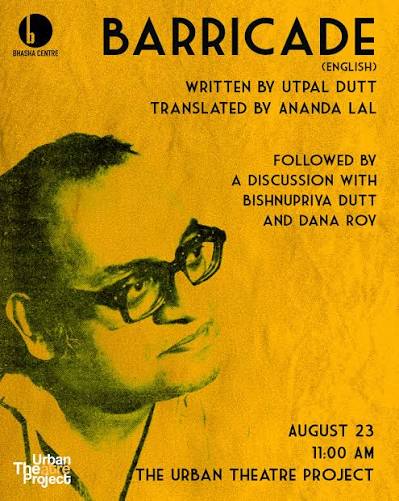 BHASHA CENTRE
BARRICADE
(ENGLISH)
WRITTEN BY UTPAL DUTT
TRANSLATED BY ANANDA LAL
FOLLOWED BY
A DISCUSSION WITH
BISHNUPRIYA DUTT
AND DANA ROY
AUGUST 23
11:00 AM
THE URBAN THEATRE PROJECT
Urban
Theatre
Project